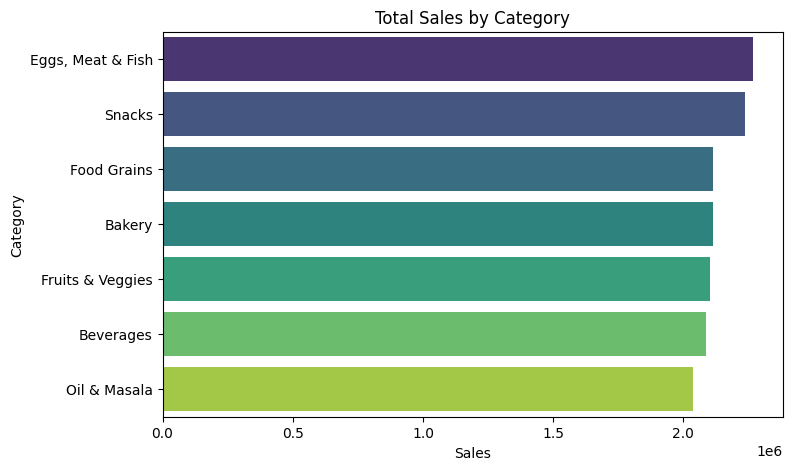 Total Sales by Category
Eggs, Meat & Fish
Snacks
Food Grains
Bakery
Fruits & Veggies
Beverages
Oil & Masala
Category
0.0 0.5 1.0 1.5 2.0
1e6
Sales